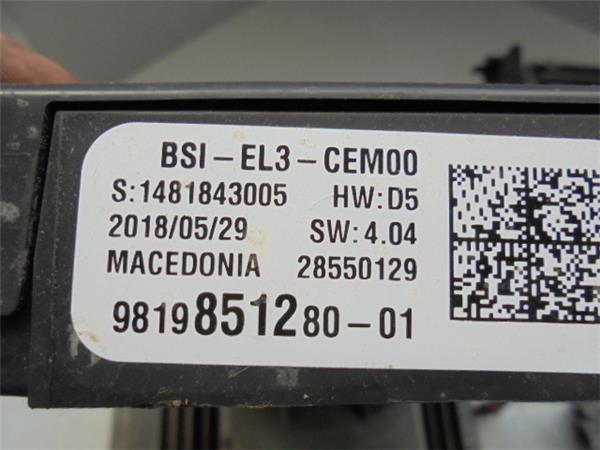 BSI-EL3-CEM00
S:1481843005 HW:D5
2018/05/29 SW:4.04
MACEDONIA 28550129
9819851280-01